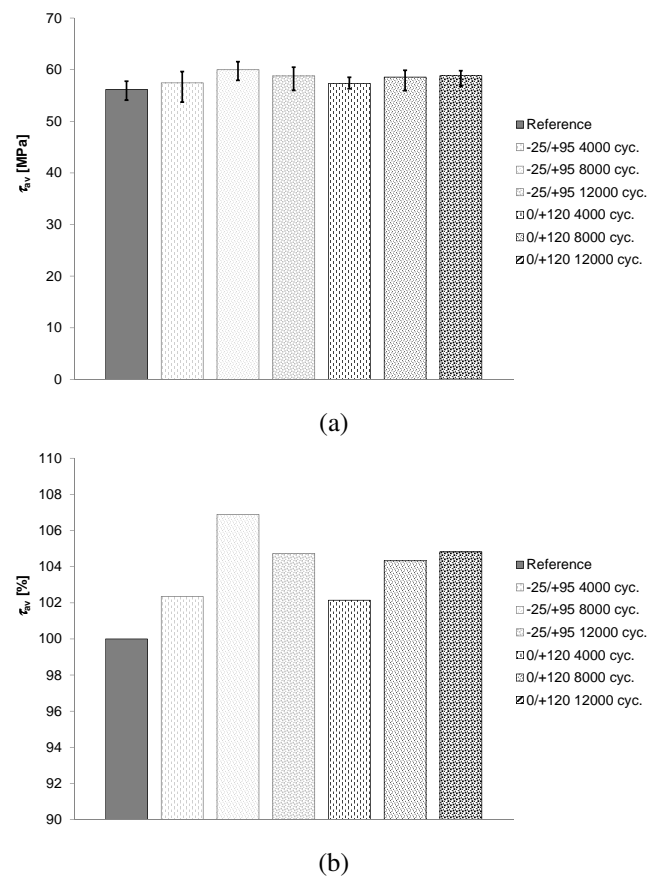 70
60
50
40
30
20
10
0
τav [MPa]
Reference
-25/+95 4000 cyc.
-25/+95 8000 cyc.
-25/+95 12000 cyc.
0/+120 4000 cyc.
0/+120 8000 cyc.
0/+120 12000 cyc.
(a)
110
108
106
104
102
100
98
96
94
92
90
τav [%]
Reference
-25/+95 4000 cyc.
-25/+95 8000 cyc.
-25/+95 12000 cyc.
0/+120 4000 cyc.
0/+120 8000 cyc.
0/+120 12000 cyc.
(b)